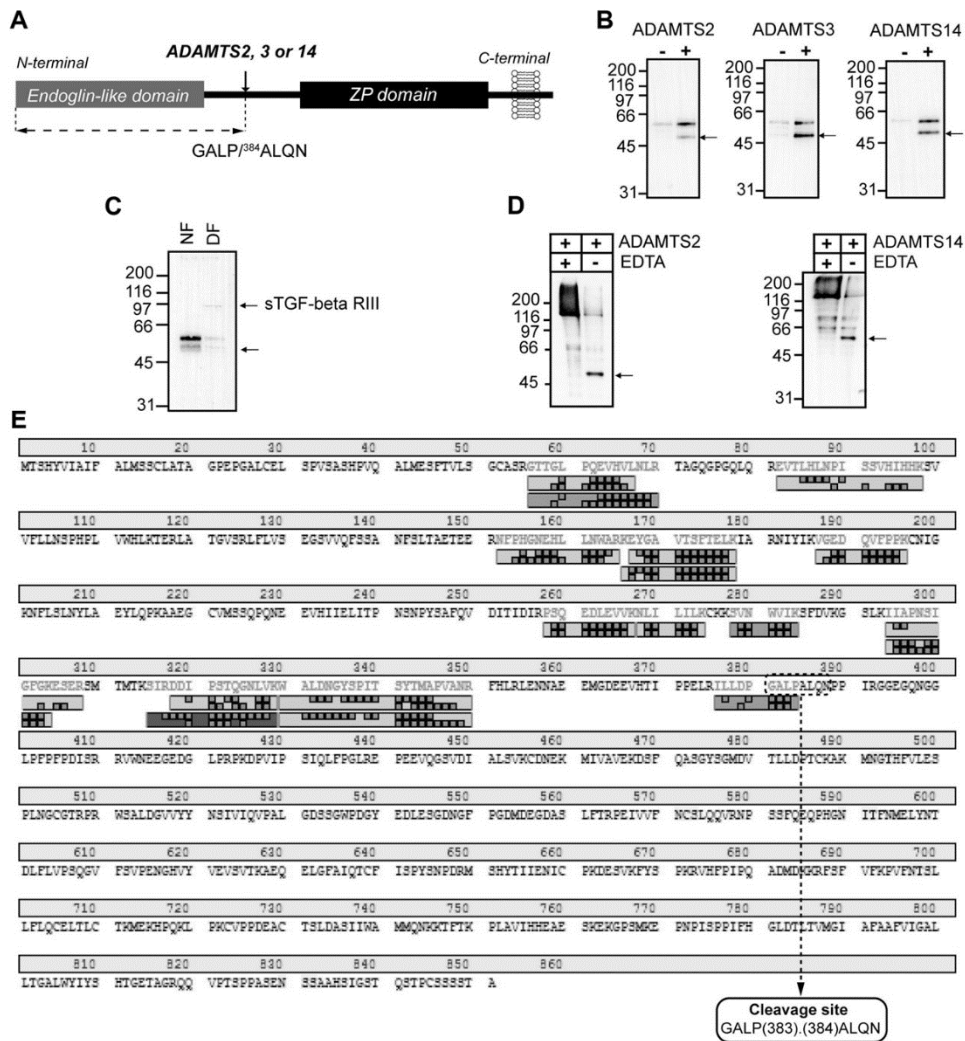 A
N-terminal
ADAMTS2, 3 or 14
C-terminal
Endoglin-like domain
ZP domain
GALP/³⁸⁴ALQN
B
ADAMTS2
- +
200
116
97
66
45
31
ADAMTS3
- +
200
116
97
66
45
31
ADAMTS14
- +
200
116
97
66
45
31
C
NF DF
200
116
97
66
45
31
sTGF-beta RIII
D
+ + ADAMTS2
+ - EDTA
200
116
97
66
45
+ + ADAMTS14
+ - EDTA
200
116
97
66
45
31
E
10 20 30 40 50 60 70 80 90 100
MTSHYVIAIF ALMSSCLATA GPEPGALCEL SPVSASHPVQ ALMESFTVLS GCASRGTTGL PQEVHVLNLR TAGQGPGQLQ REVTLHLNPI SSVHIHHKSV
110 120 130 140 150 160 170 180 190 200
VFLLNSPHPL VWHLKTERLA TGVSRLFLVS EGSVVQFSSA NFSLTAETEE RNFPHGNEHL LNWARKEYGA VTSFTELKIA RNIYIKVGED QVFPPKCNIG
210 220 230 240 250 260 270 280 290 300
KNFLSLNYLA EYLQPKAAEG CVMSSQPQNE EVHIIELITP NSNPYSAFQV DITIDIRPSQ EDLEVVKNLI LILKCKKSVN WVIKSFDVKG SLKIIAPNSI
310 320 330 340 350 360 370 380 390 400
GFGKESERSM TMTKSIRDDI PSTQGNLVKW ALDNGYSPIT SYTMAPVANR FHLRLENNAE EMGDEEVHTI PPELRILLDP GALPALQNPP IRGGEGQNGG
410 420 430 440 450 460 470 480 490 500
LPFPFPDISR RVWNEEGEDG LPRPKDPVIP SIQLFPGLRE PEEVQGSVDI ALSVKCDNEK MIVAVEKDSF QASGYSGMDV TLLDPTCKAK MNGTHFVLES
510 520 530 540 550 560 570 580 590 600
PLNGCGTRPR WSALDGVVYY NSIVIQVPAL GDSSGWPDGY EDLESGDNGF PGDMDEGDAS LFTRPEIVVF NCSLQQVRNP SSFQEQPHGN ITFNMELYNT
610 620 630 640 650 660 670 680 690 700
DLFLVPSQGV FSVPENGHVY VEVSVTKAEQ ELGFAIQTCF ISPYSNPDRM SHYTIIENIC PKDESVKFYS PKRVHFPIPQ ADMDKKRFSF VFKPVFNTSL
710 720 730 740 750 760 770 780 790 800
LFLQCELTLC TKMEKHPQKL PKCVPPDEAC TSLDASIIWA MMQNKKTFTK PLAVIHHEAE SKEKGPSMKE PNPISPPIFH GLDTLTVMGI AFAAFVIGAL
810 820 830 840 850 860
LTGALWYIYS HTGETAGRQQ VPTSPPASEN SSAAHSIGST QSTPCSSSST A
Cleavage site
GALP(383).(384)ALQN